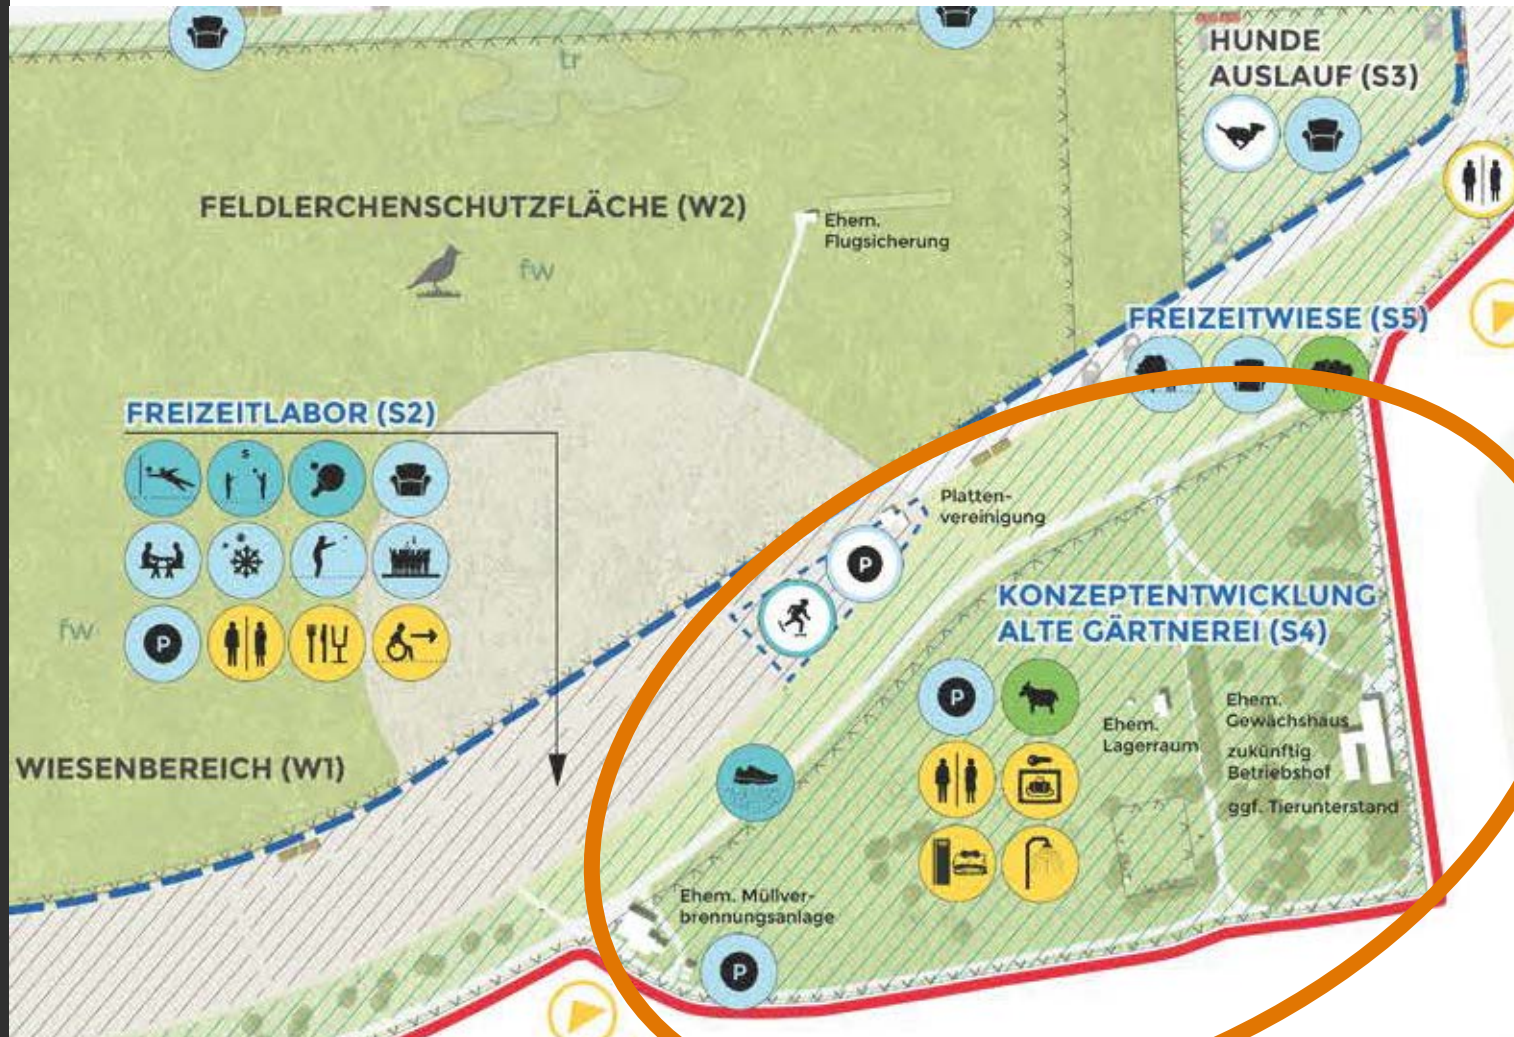 HUNDE
AUSLAUF (S3)
tr
FELDLERCHENSCHUTZFLÄCHE (W2)
Ehem.
Flugsicherung
fw
FREIZEITWIESE (S5)
FREIZEITLABOR (S2)
S
Platten-
vereinigung
P
KONZEPTENTWICKLUNG
ALTE GÄRTNEREI (S4)
fw
P
P
Ehem.
Lagerraum
Ehem.
Gewächshaus
zukünftig
Betriebshof
ggf. Tierunterstand
WIESENBEREICH (W1)
Ehem. Müllver-
brennungsanlage
P